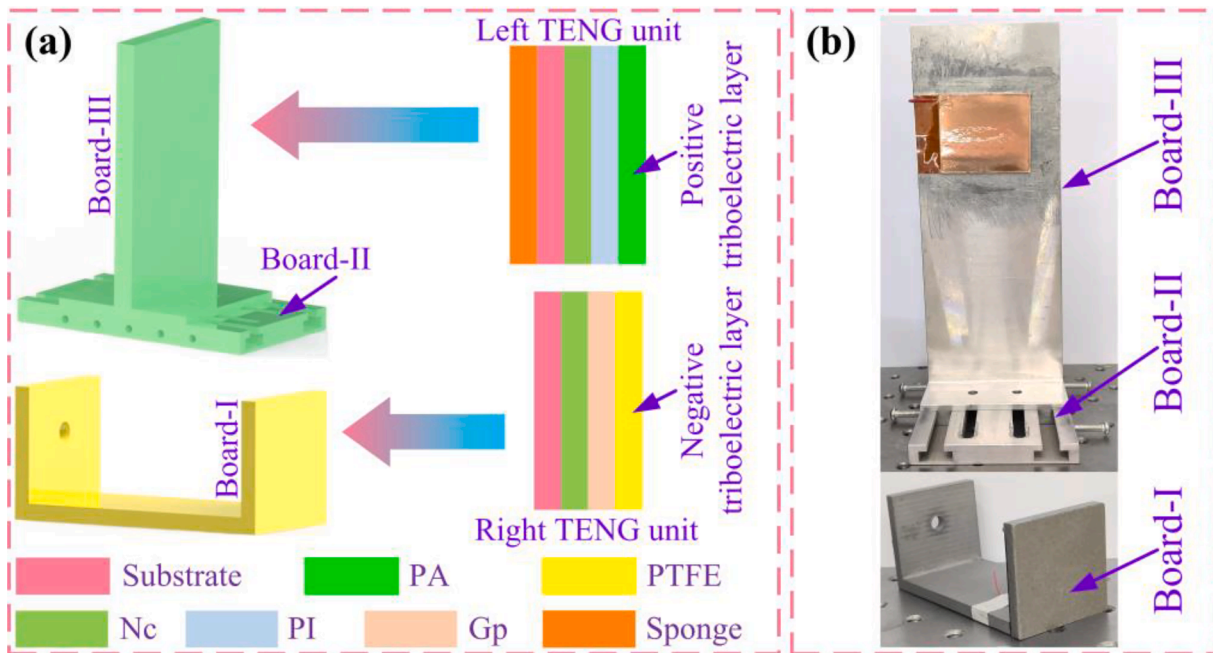 (a)
Left TENG unit
Board-III
Positive
triboelectric layer
Board-II
Board-I
Negative
triboelectric layer
Right TENG unit
Substrate
PA
PTFE
Nc
PI
Gp
Sponge
(b)
Board-III
Board-II
Board-I